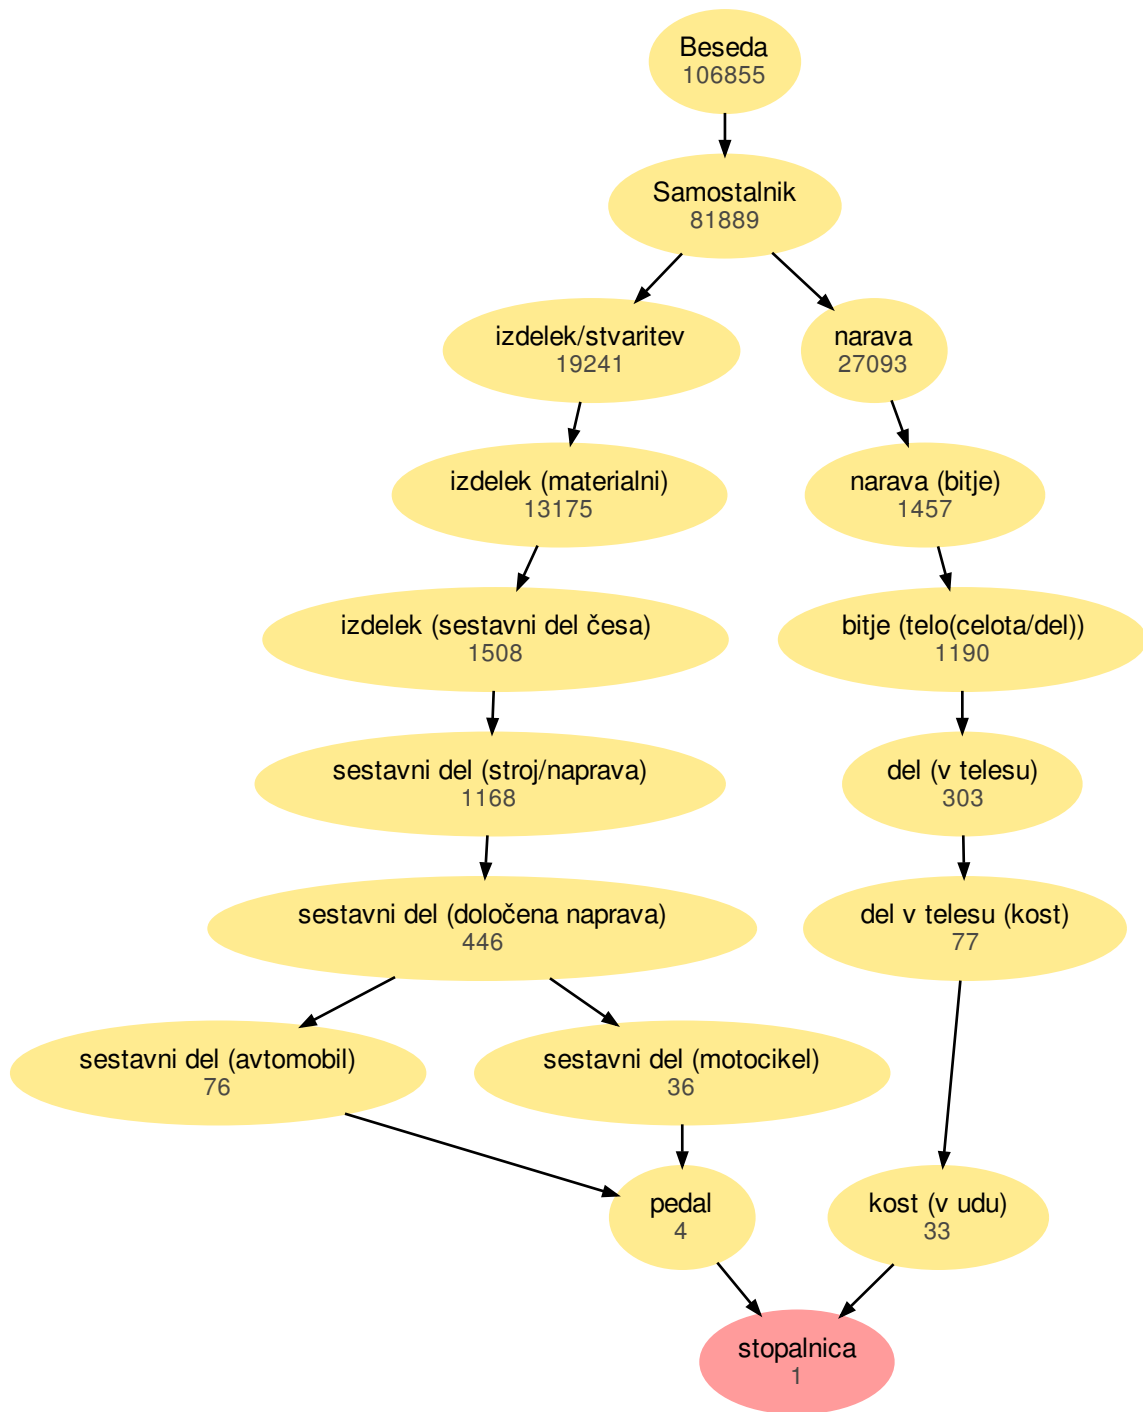 Beseda
106855
Samostalnik
81889
izdelek/stvaritev
19241
narava
27093
izdelek (materialni)
13175
narava (bitje)
1457
izdelek (sestavni del česa)
1508
bitje (telo(celota/del))
1190
sestavni del (stroj/naprava)
1168
del (v telesu)
303
sestavni del (določena naprava)
446
del v telesu (kost)
77
sestavni del (avtomobil)
76
sestavni del (motocikel)
36
pedal
4
kost (v udu)
33
stopalnica
1